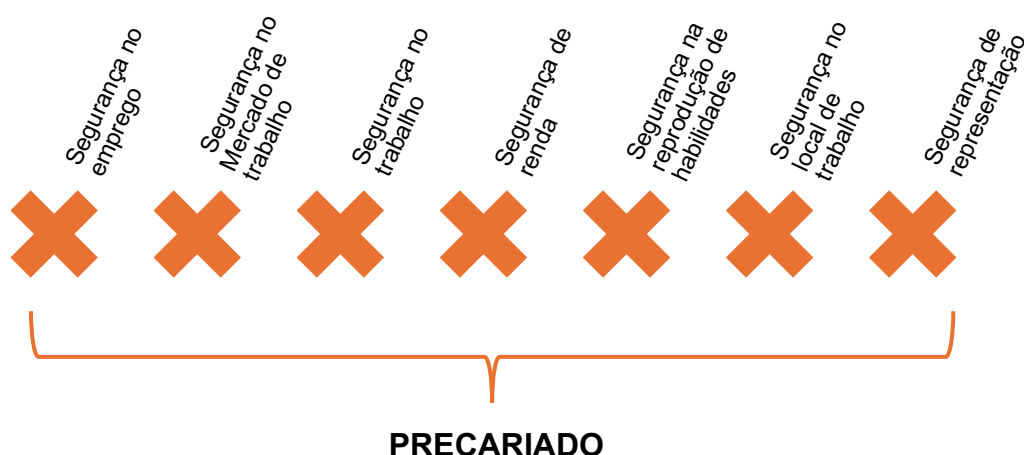 Segurança no
emprego
Segurança no
Mercado de
trabalho
Segurança no
trabalho
Segurança de
renda
Segurança na
reprodução de
habilidades
Segurança no
local de
trabalho
Segurança de
representação
PRECARIADO